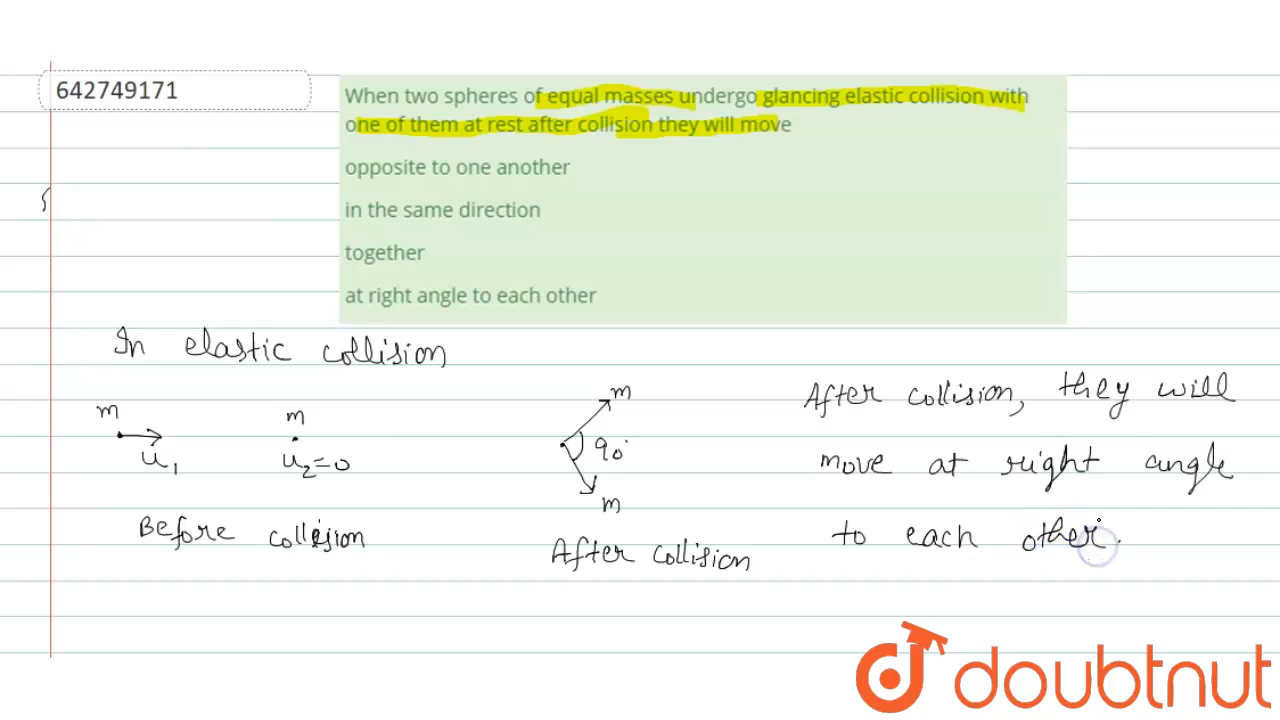 642749171
When two spheres of equal masses undergo glancing elastic collision with
one of them at rest after collision they will move
opposite to one another
in the same direction
together
at right angle to each other
In elastic collision
m
u1
m
u2=0
Before collision
m
90°
m
After collision
After collision, they will
move at right angle
to each other.
doubtnut